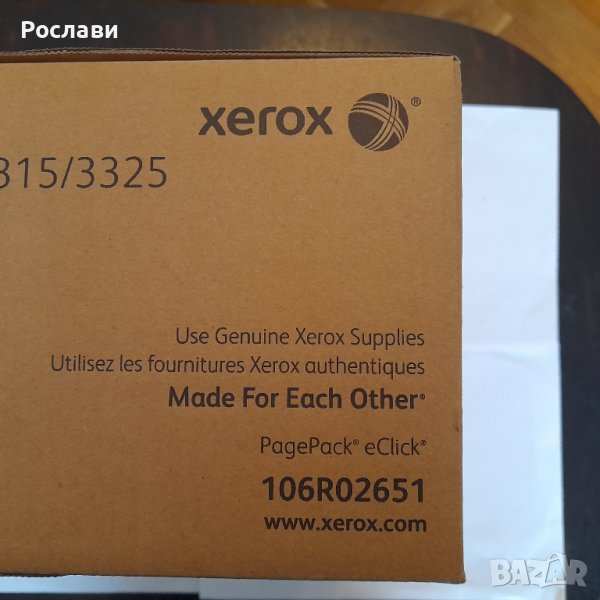 Рослави
xerox ®
315/3325
Use Genuine Xerox Supplies
Utilisez les fournitures Xerox authentiques
Made For Each Other®
PagePack® eClick®
106R02651
www.xerox.com
BAZAR